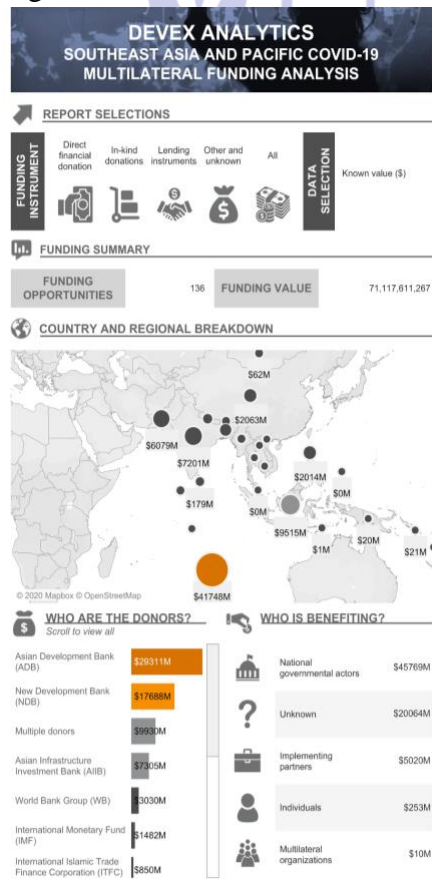 DEVEX ANALYTICS
SOUTHEAST ASIA AND PACIFIC COVID-19
MULTILATERAL FUNDING ANALYSIS
REPORT SELECTIONS
FUNDING
INSTRUMENT
Direct
financial
donation
In-kind
donations
Lending
instruments
Other and
unknown
All
DATA
SELECTION
Known value ($)
FUNDING SUMMARY
FUNDING
OPPORTUNITIES
136
FUNDING VALUE
71,117,611,267
COUNTRY AND REGIONAL BREAKDOWN
$62M
$2063M
$6079M
$7201M
$2014M
$179M
$0M
$0M
$9515M
$1M
$20M
$21M
$41748M
© 2020 Mapbox © OpenStreetMap
WHO ARE THE DONORS?
Scroll to view all
Asian Development Bank
(ADB)
$29311M
New Development Bank
(NDB)
$17688M
Multiple donors
$9930M
Asian Infrastructure
Investment Bank (AIIB)
$7305M
World Bank Group (WB)
$3030M
International Monetary Fund
(IMF)
$1482M
International Islamic Trade
Finance Corporation (ITFC)
$850M
WHO IS BENEFITING?
National
governmental actors
$45769M
Unknown
$20064M
Implementing
partners
$5020M
Individuals
$253M
Multilateral
organizations
$10M